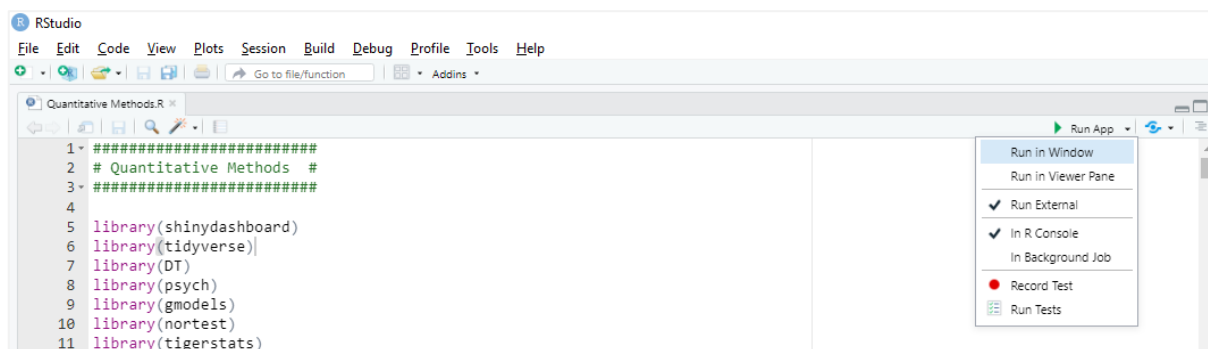 RStudio
File Edit Code View Plots Session Build Debug Profile Tools Help
Go to file/function Addins
Quantitative Methods.R
Run App
1 #########################
2 # Quantitative Methods #
3 #########################
4
5 library(shinydashboard)
6 library(tidyverse)
7 library(DT)
8 library(psych)
9 library(gmodels)
10 library(nortest)
11 library(tigerstats)
Run in Window
Run in Viewer Pane
Run External
In R Console
In Background Job
Record Test
Run Tests